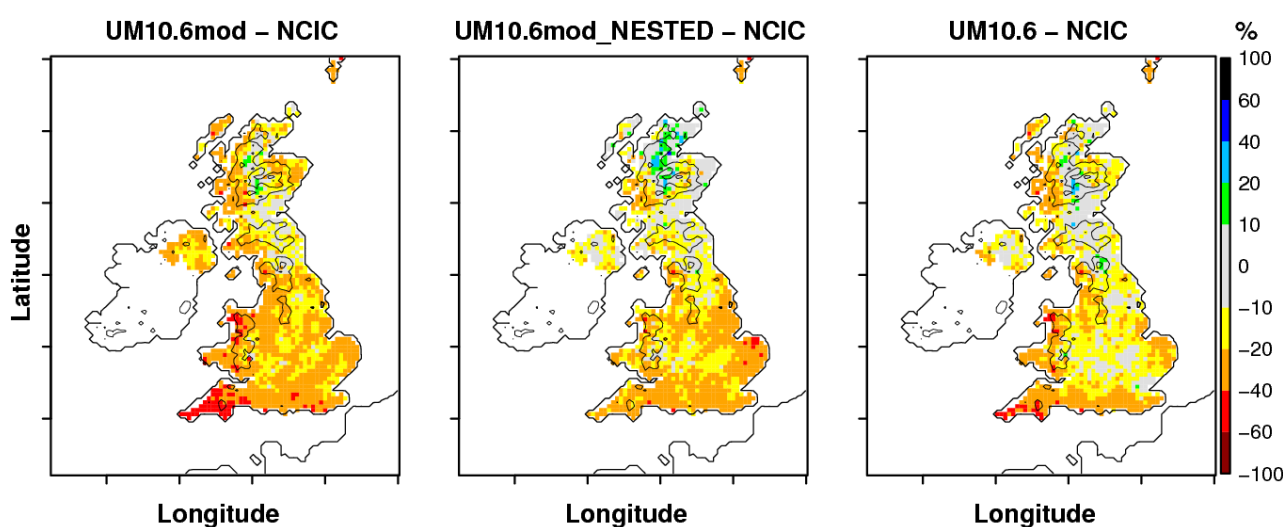 UM10.6mod – NCIC
UM10.6mod_NESTED – NCIC
UM10.6 – NCIC
%
100
60
40
20
10
0
−10
−20
−40
−60
−100
Latitude
Longitude
Longitude
Longitude